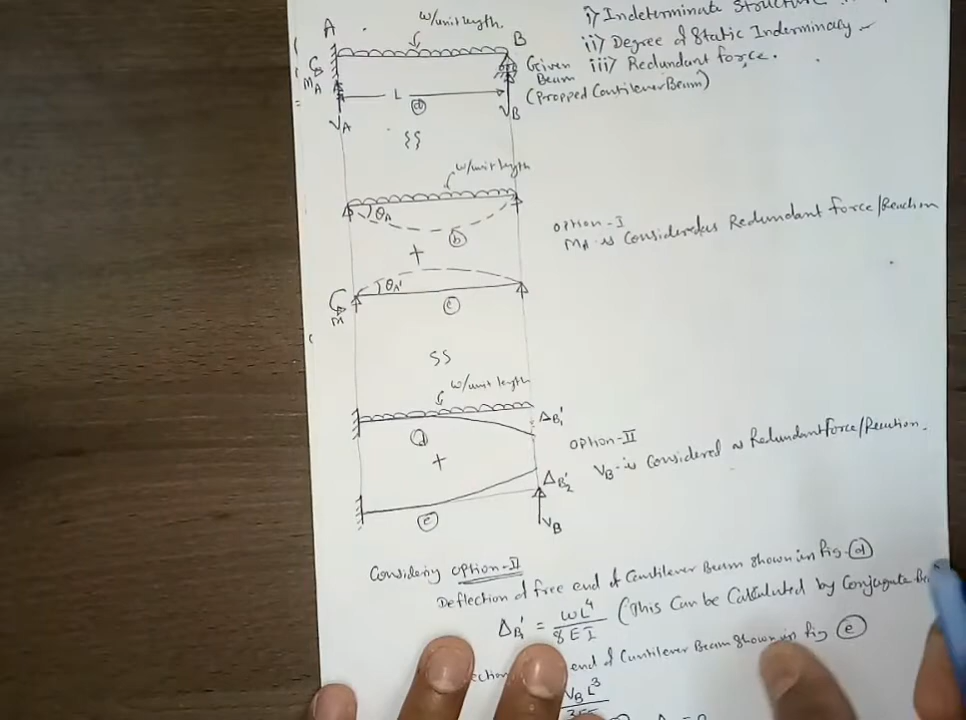 i) Indeterminate Structure
ii) Degree of Static Inderminacy
iii) Redundant force.
w/unit length.
A
B
Given
Beam
(Propped Cantilever Beam)
MA
L
a
VA
VB
w/unit length
θA
b
+
option-I
MA is Considered as Redundant force/Reaction
θA'
M
c
w/unit length
ΔB1'
d
+
option-II
VB is Considered as Redundant Force/Reaction.
ΔB2'
e
VB
Considering option-II
Deflection of free end of Cantilever Beam shown in fig. (d)
ΔB1' = wL⁴/8EI (This Can be Calculated by Conjugate
end of Cantilever Beam Shown in fig (e)
VBL³